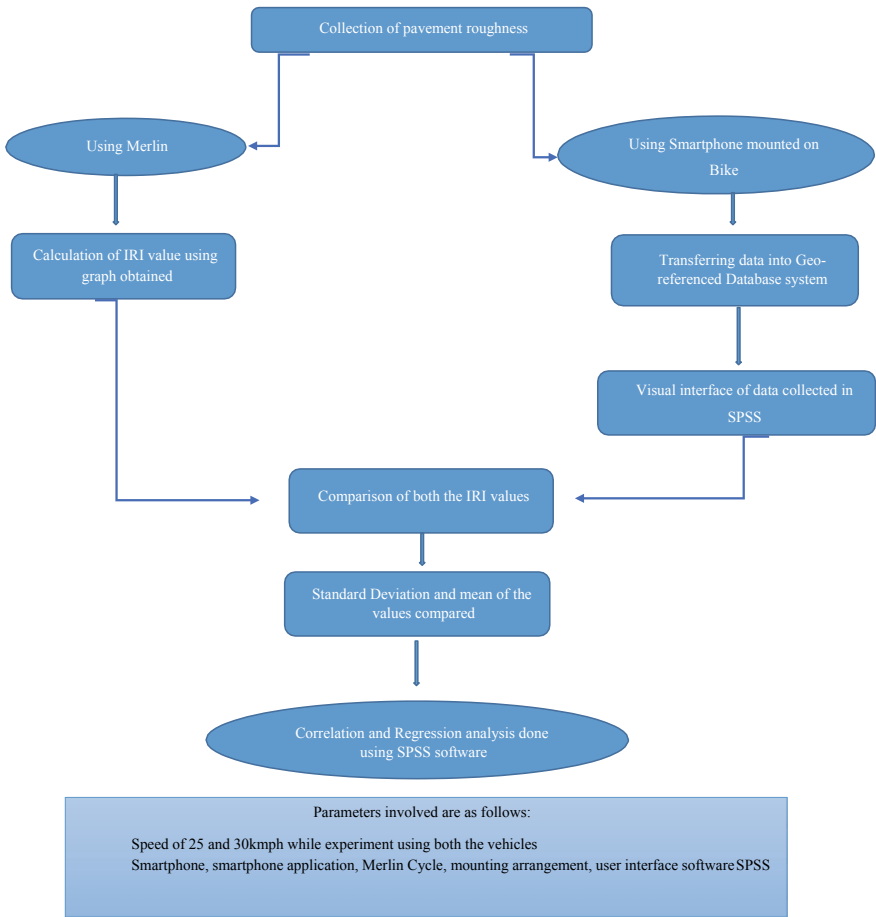 Collection of pavement roughness
Using Merlin
Using Smartphone mounted on
Bike
Calculation of IRI value using
graph obtained
Transferring data into Geo-
referenced Database system
Visual interface of data collected in
SPSS
Comparison of both the IRI values
Standard Deviation and mean of the
values compared
Correlation and Regression analysis done
using SPSS software
Parameters involved are as follows:
Speed of 25 and 30kmph while experiment using both the vehicles
Smartphone, smartphone application, Merlin Cycle, mounting arrangement, user interface software SPSS